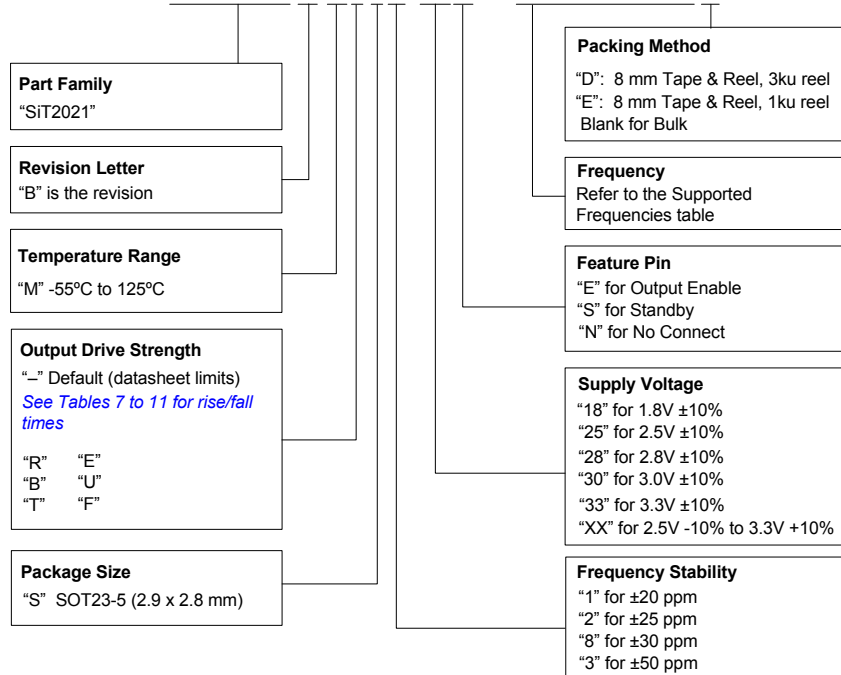 Part Family
“SiT2021”
Revision Letter
“B” is the revision
Temperature Range
“M” -55ºC to 125ºC
Output Drive Strength
“–” Default (datasheet limits)
See Tables 7 to 11 for rise/fall
times
“R” “E”
“B” “U”
“T” “F”
Package Size
“S” SOT23-5 (2.9 x 2.8 mm)
Packing Method
“D”: 8 mm Tape & Reel, 3ku reel
“E”: 8 mm Tape & Reel, 1ku reel
Blank for Bulk
Frequency
Refer to the Supported
Frequencies table
Feature Pin
“E” for Output Enable
“S” for Standby
“N” for No Connect
Supply Voltage
“18” for 1.8V ±10%
“25” for 2.5V ±10%
“28” for 2.8V ±10%
“30” for 3.0V ±10%
“33” for 3.3V ±10%
“XX” for 2.5V -10% to 3.3V +10%
Frequency Stability
“1” for ±20 ppm
“2” for ±25 ppm
“8” for ±30 ppm
“3” for ±50 ppm